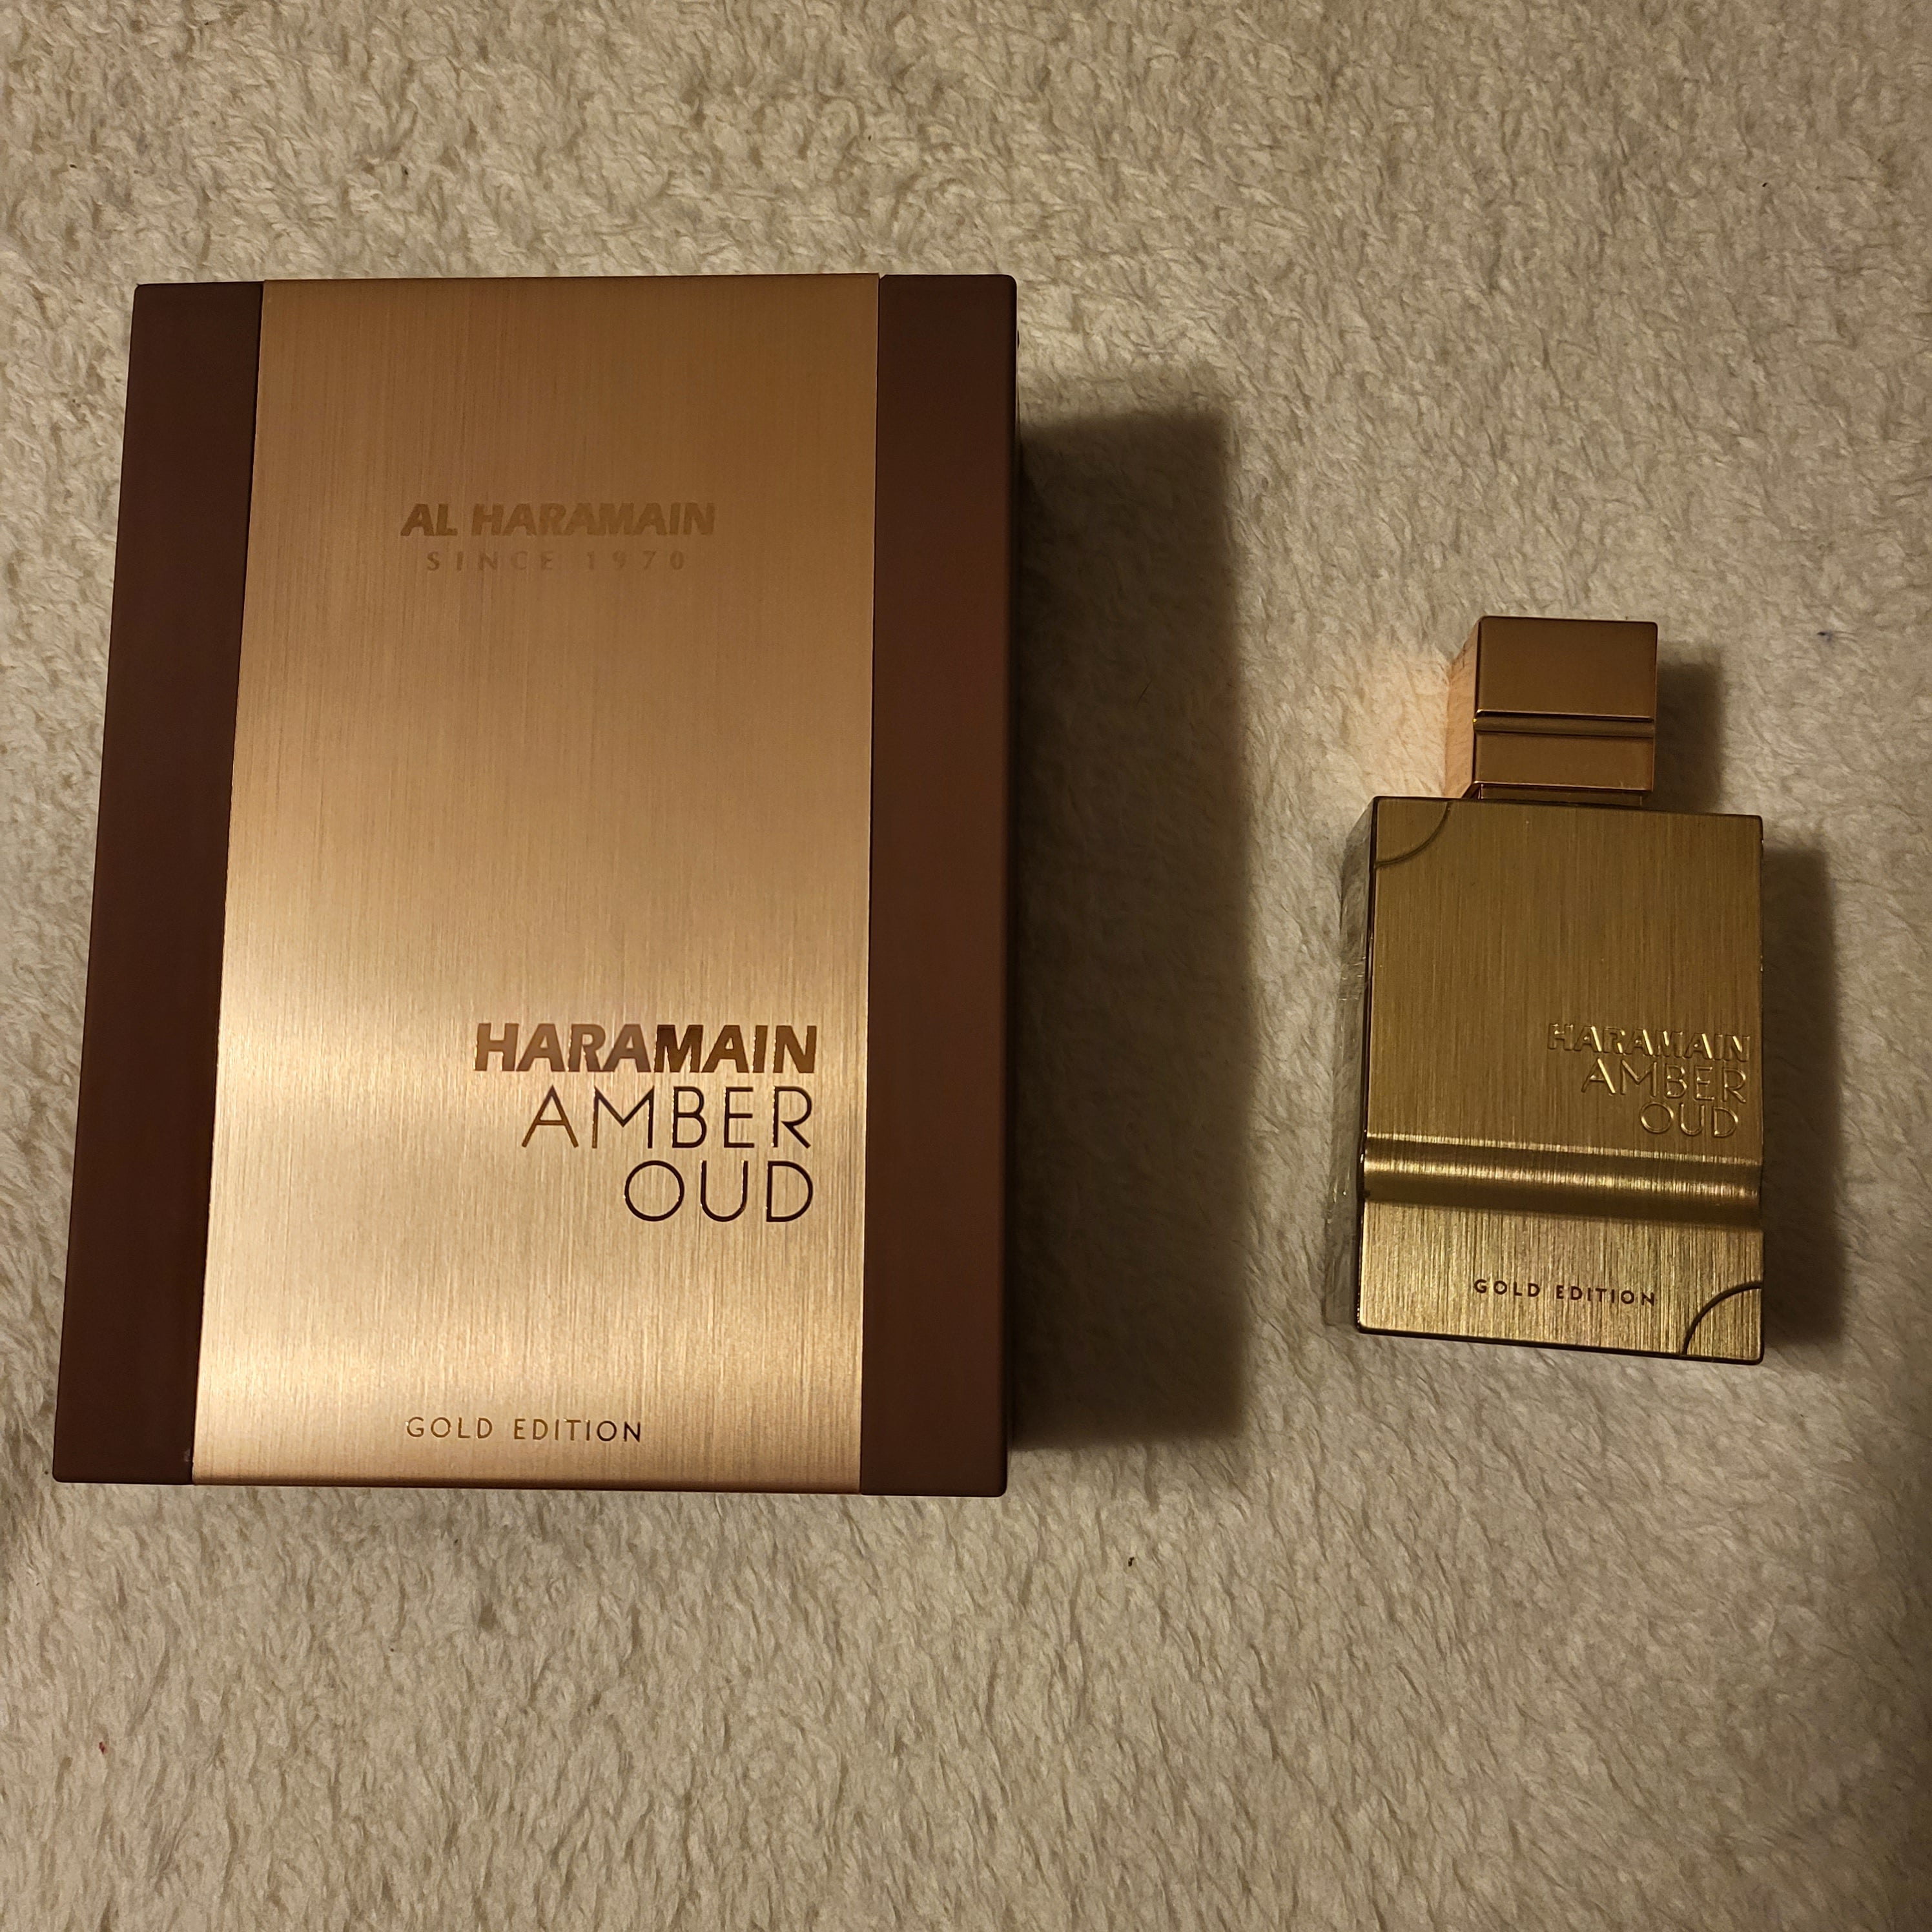 AL HARAMAIN
SINCE 1970
HARAMAIN
AMBER
OUD
GOLD EDITION
HARAMAIN
AMBER
OUD
GOLD EDITION